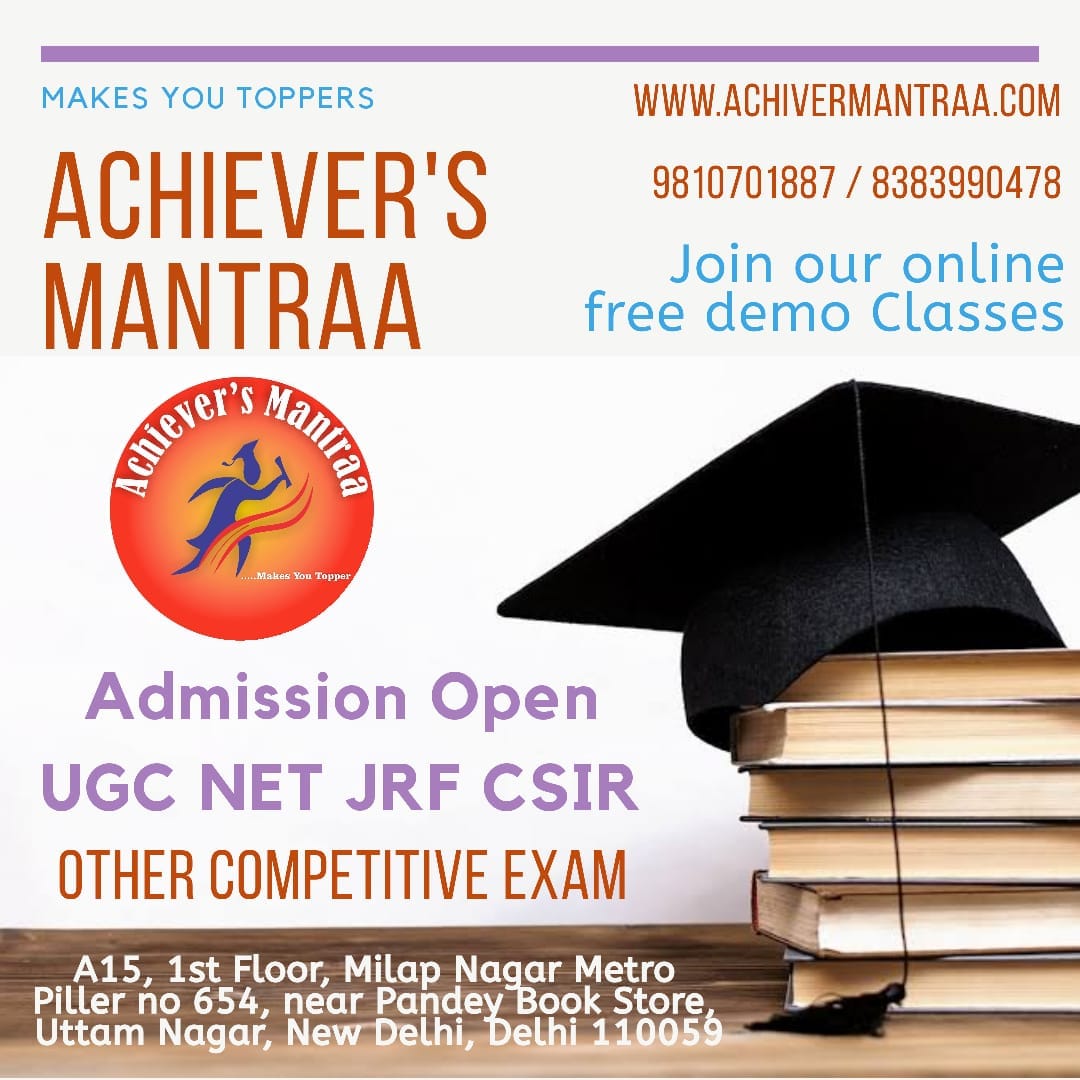 MAKES YOU TOPPERS
ACHIEVER'S
MANTRAA
WWW.ACHIVERMANTRAA.COM
9810701887 / 8383990478
Join our online
free demo Classes
Achiever's Mantraa
.....Makes You Topper
Admission Open
UGC NET JRF CSIR
OTHER COMPETITIVE EXAM
A15, 1st Floor, Milap Nagar Metro
Piller no 654, near Pandey Book Store,
Uttam Nagar, New Delhi, Delhi 110059